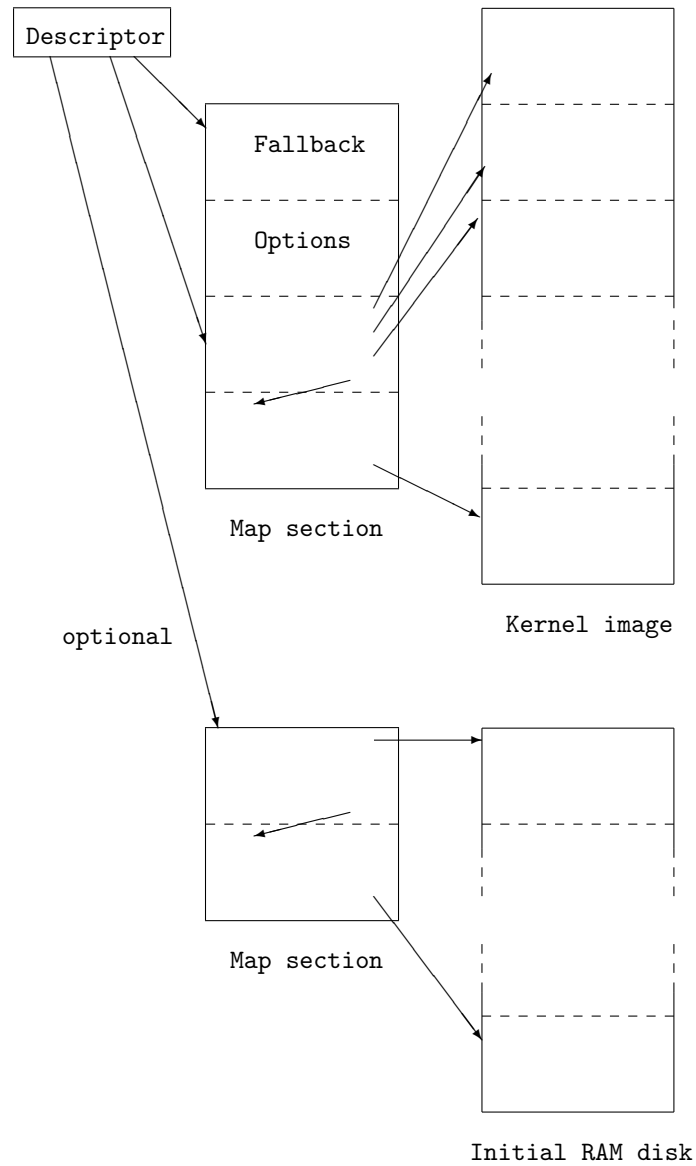 Descriptor
Fallback
Options
Map section
Kernel image
optional
Map section
Initial RAM disk